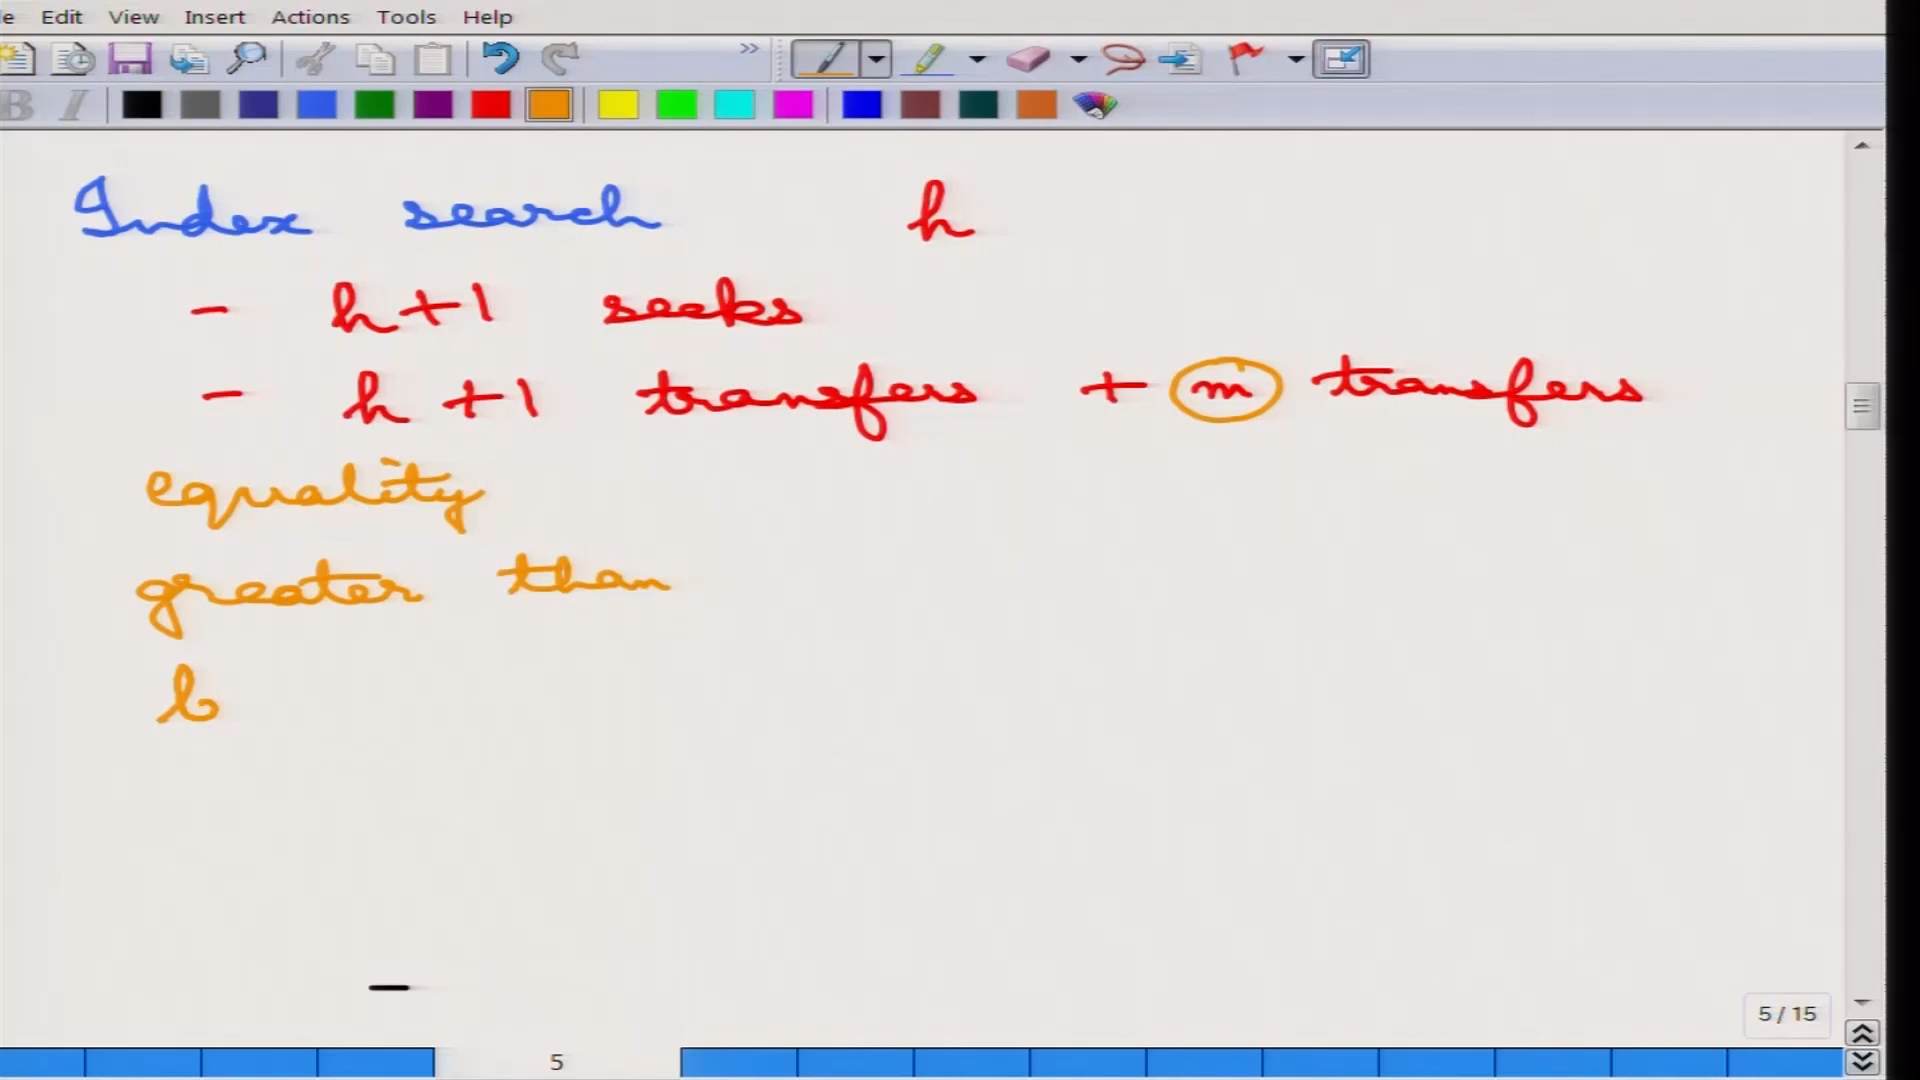 e Edit View Insert Actions Tools Help
B I
Index search h
- h+1 seeks
- h+1 transfers + m transfers
equality
greater than
b
5 / 15
5